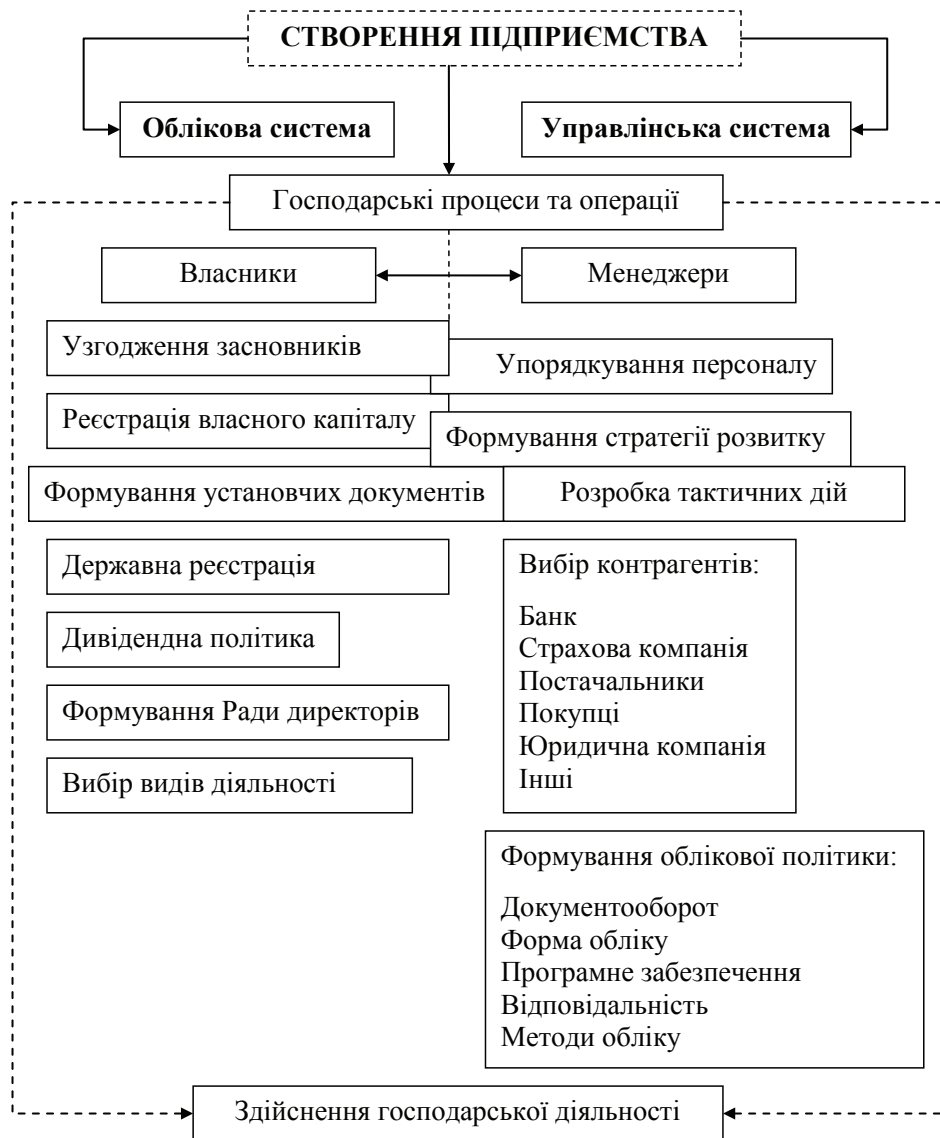 СТВОРЕННЯ ПІДПРИЄМСТВА
Облікова система
Управлінська система
Господарські процеси та операції
Власники
Менеджери
Узгодження засновників
Упорядкування персоналу
Реєстрація власного капіталу
Формування стратегії розвитку
Формування установчих документів
Розробка тактичних дій
Державна реєстрація
Дивідендна політика
Формування Ради директорів
Вибір видів діяльності
Вибір контрагентів:
Банк
Страхова компанія
Постачальники
Покупці
Юридична компанія
Інші
Формування облікової політики:
Документооборот
Форма обліку
Програмне забезпечення
Відповідальність
Методи обліку
Здійснення господарської діяльності